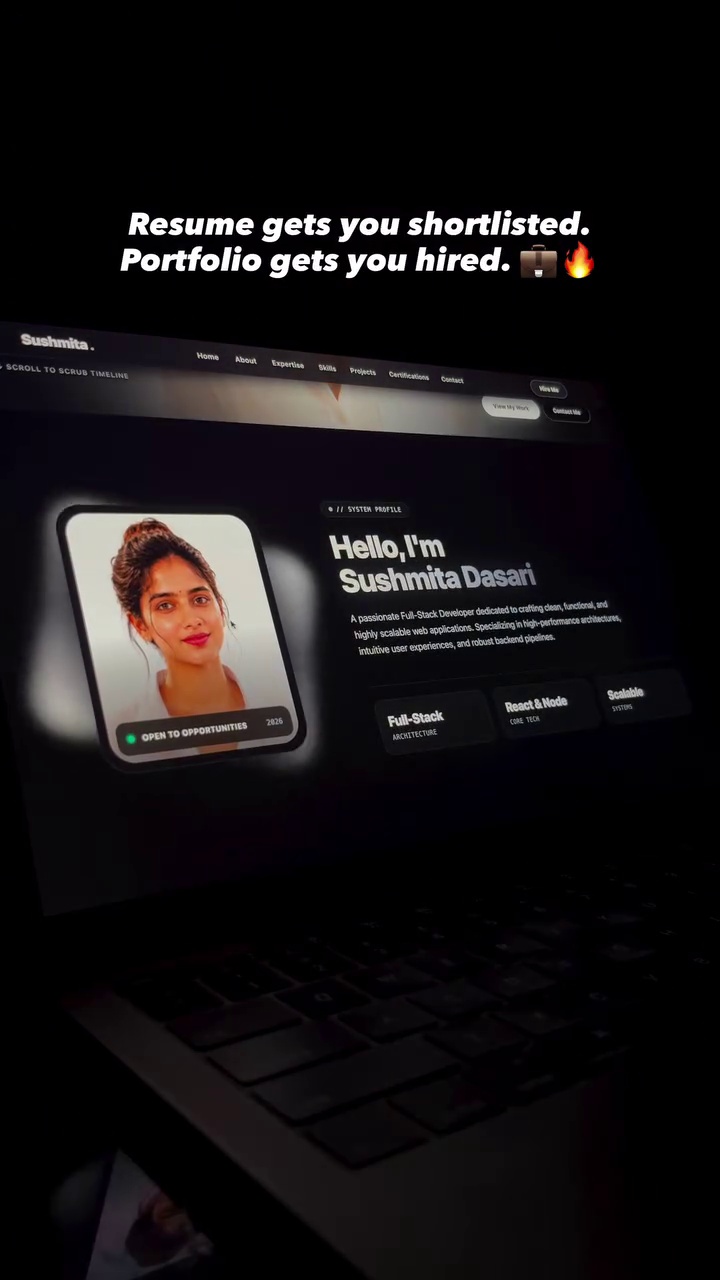 Resume gets you shortlisted.
Portfolio gets you hired. 💼🔥
Sushmita.
Home About Expertise Skills Projects Certifications Contact
Hire Me
SCROLL TO SCRUB TIMELINE
View My Work
Contact Me
// SYSTEM PROFILE
Hello, I'm
Sushmita Dasari
A passionate Full-Stack Developer dedicated to crafting clean, functional, and
highly scalable web applications. Specializing in high-performance architectures,
intuitive user experiences, and robust backend pipelines.
OPEN TO OPPORTUNITIES 2026
Full-Stack
ARCHITECTURE
React & Node
CORE TECH
Scalable
SYSTEMS